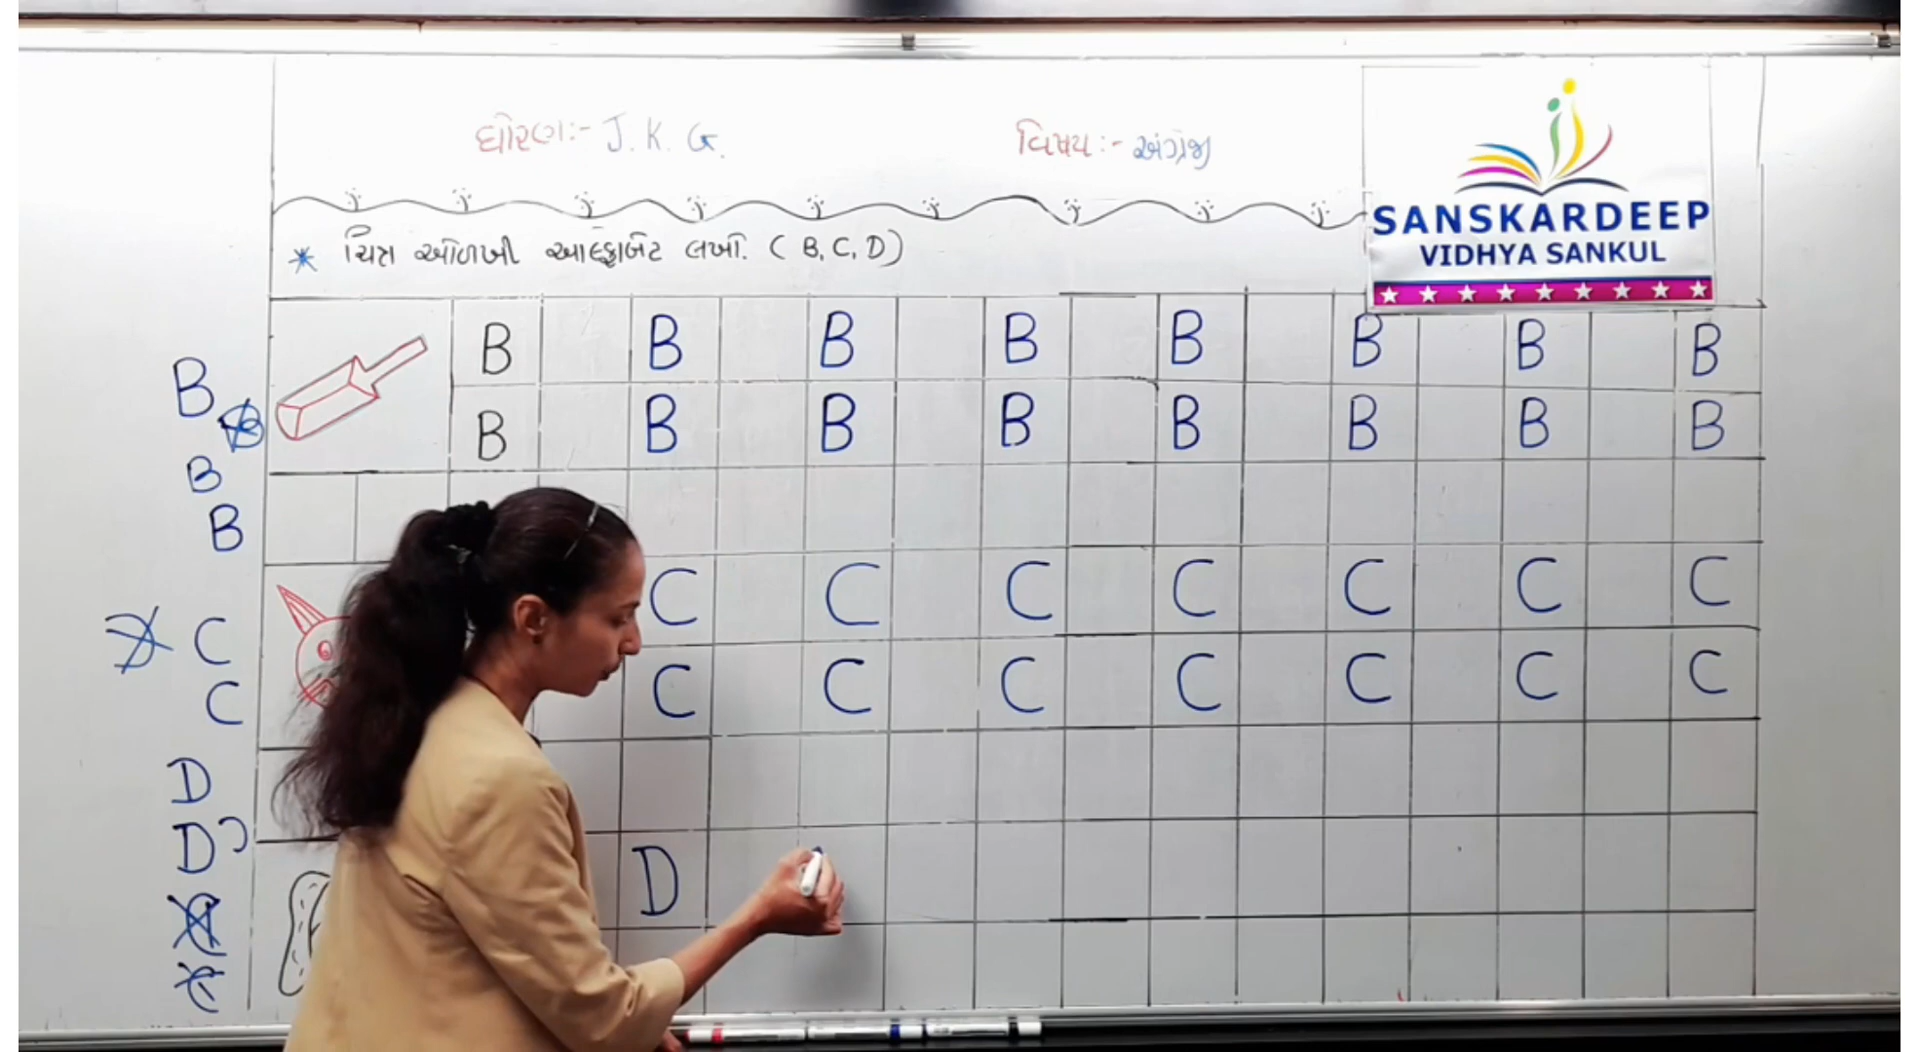 ધોરણ:- J. K. G.
વિષય:- અંગ્રેજી
SANSKARDEEP
VIDHYA SANKUL
* ચિત્ર ઓળખી આલ્ફાબેટ લખો. ( B, C, D )
B B B B B B B B
B
B B B B B B B B
B
B
C C C C C C C
C
C C C C C C C
C
D
D
D